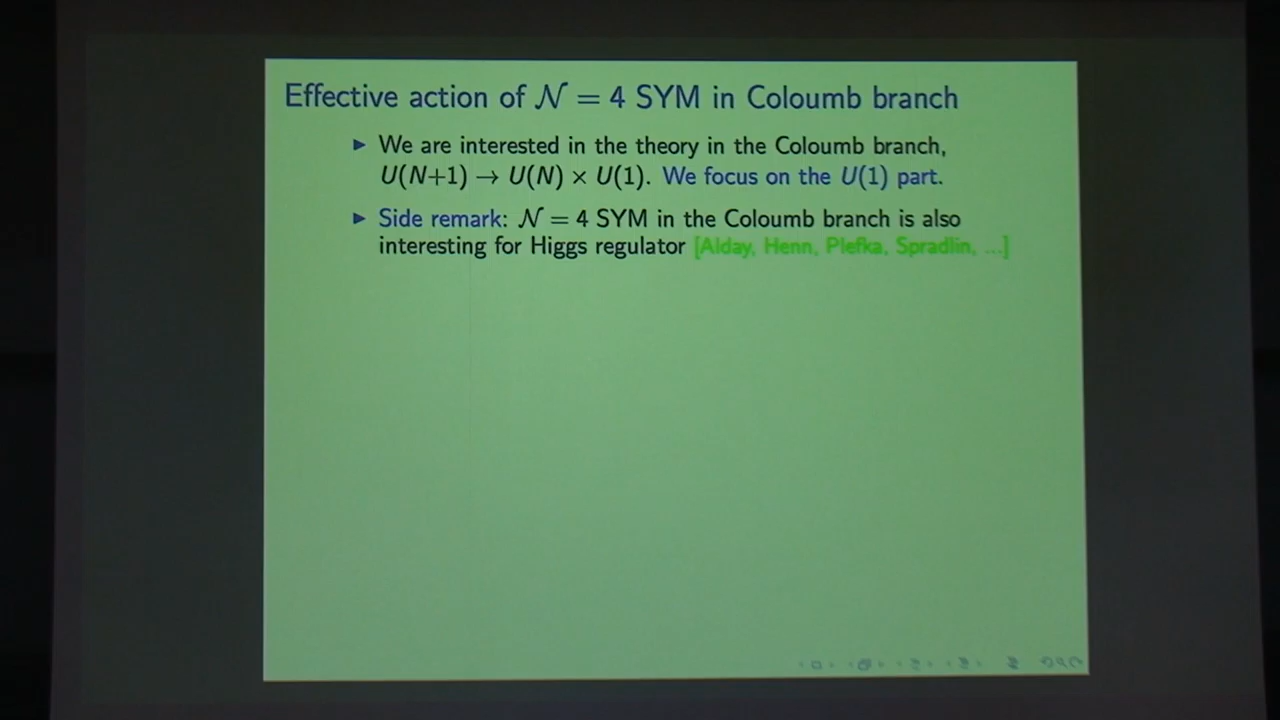 Effective action of 𝒩 = 4 SYM in Coloumb branch
▶ We are interested in the theory in the Coloumb branch,
U(N+1) → U(N) × U(1). We focus on the U(1) part.
▶ Side remark: 𝒩 = 4 SYM in the Coloumb branch is also
interesting for Higgs regulator [Alday, Henn, Plefka, Spradlin, ...]